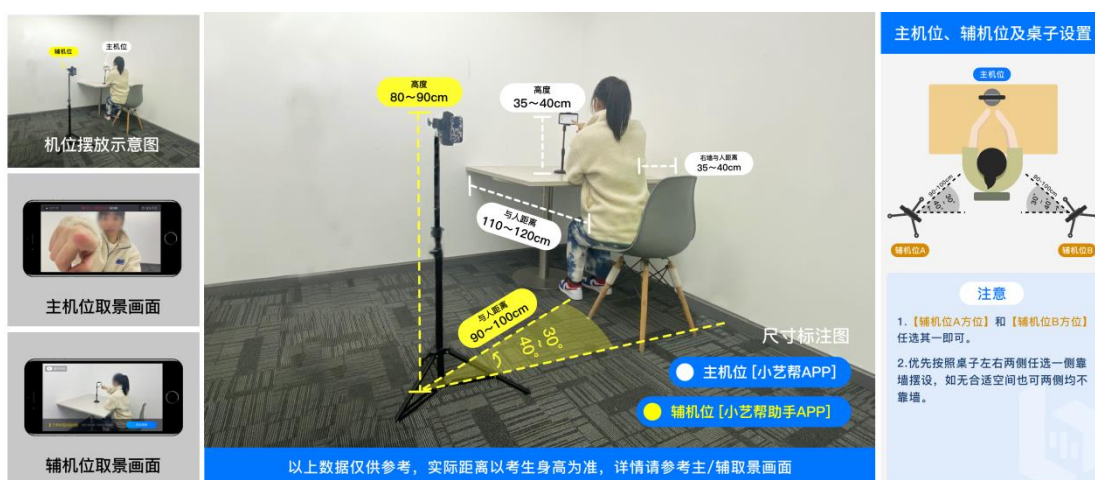 辅机位
主机位
机位摆放示意图
主机位取景画面
辅机位取景画面
高度
80～90cm
高度
35～40cm
右墙与人距离
35～40cm
与人距离
110～120cm
与人距离
90～100cm
30°
～
40°
尺寸标注图
主机位 [小艺帮APP]
辅机位 [小艺帮助手APP]
以上数据仅供参考，实际距离以考生身高为准，详情请参考主/辅取景画面
主机位、辅机位及桌子设置
主机位
90~100cm
30°
～
40°
90~100cm
30°
～
40°
辅机位A
辅机位B
注意
1.【辅机位A方位】和【辅机位B方位】
任选其一即可。
2.优先按照桌子左右两侧任选一侧靠
墙摆设，如无合适空间也可两侧均不
靠墙。